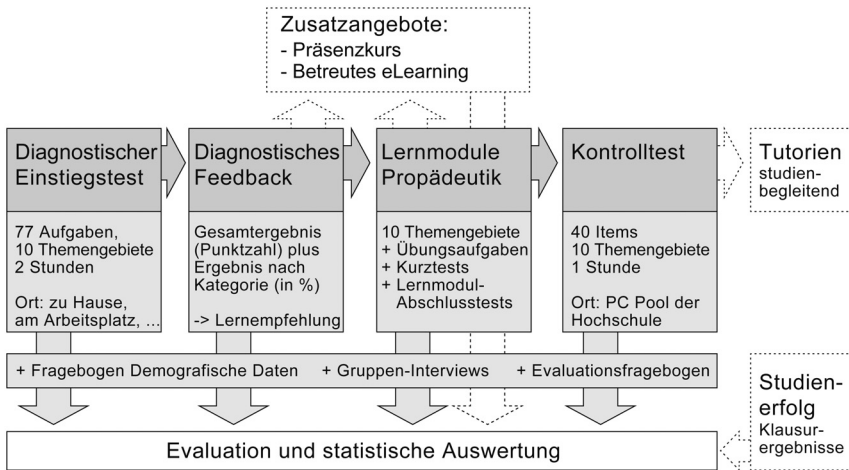 Zusatzangebote:
- Präsenzkurs
- Betreutes eLearning
Diagnostischer
Einstiegstest
77 Aufgaben,
10 Themengebiete
2 Stunden
Ort: zu Hause,
am Arbeitsplatz, ...
Diagnostisches
Feedback
Gesamtergebnis
(Punktzahl) plus
Ergebnis nach
Kategorie (in %)
-> Lernempfehlung
Lernmodule
Propädeutik
10 Themengebiete
+ Übungsaufgaben
+ Kurztests
+ Lernmodul-
Abschlusstests
Kontrolltest
40 Items
10 Themengebiete
1 Stunde
Ort: PC Pool der
Hochschule
Tutorien
studien-
begleitend
+ Fragebogen Demografische Daten + Gruppen-Interviews + Evaluationsfragebogen
Studien-
erfolg
Klausur-
ergebnisse
Evaluation und statistische Auswertung